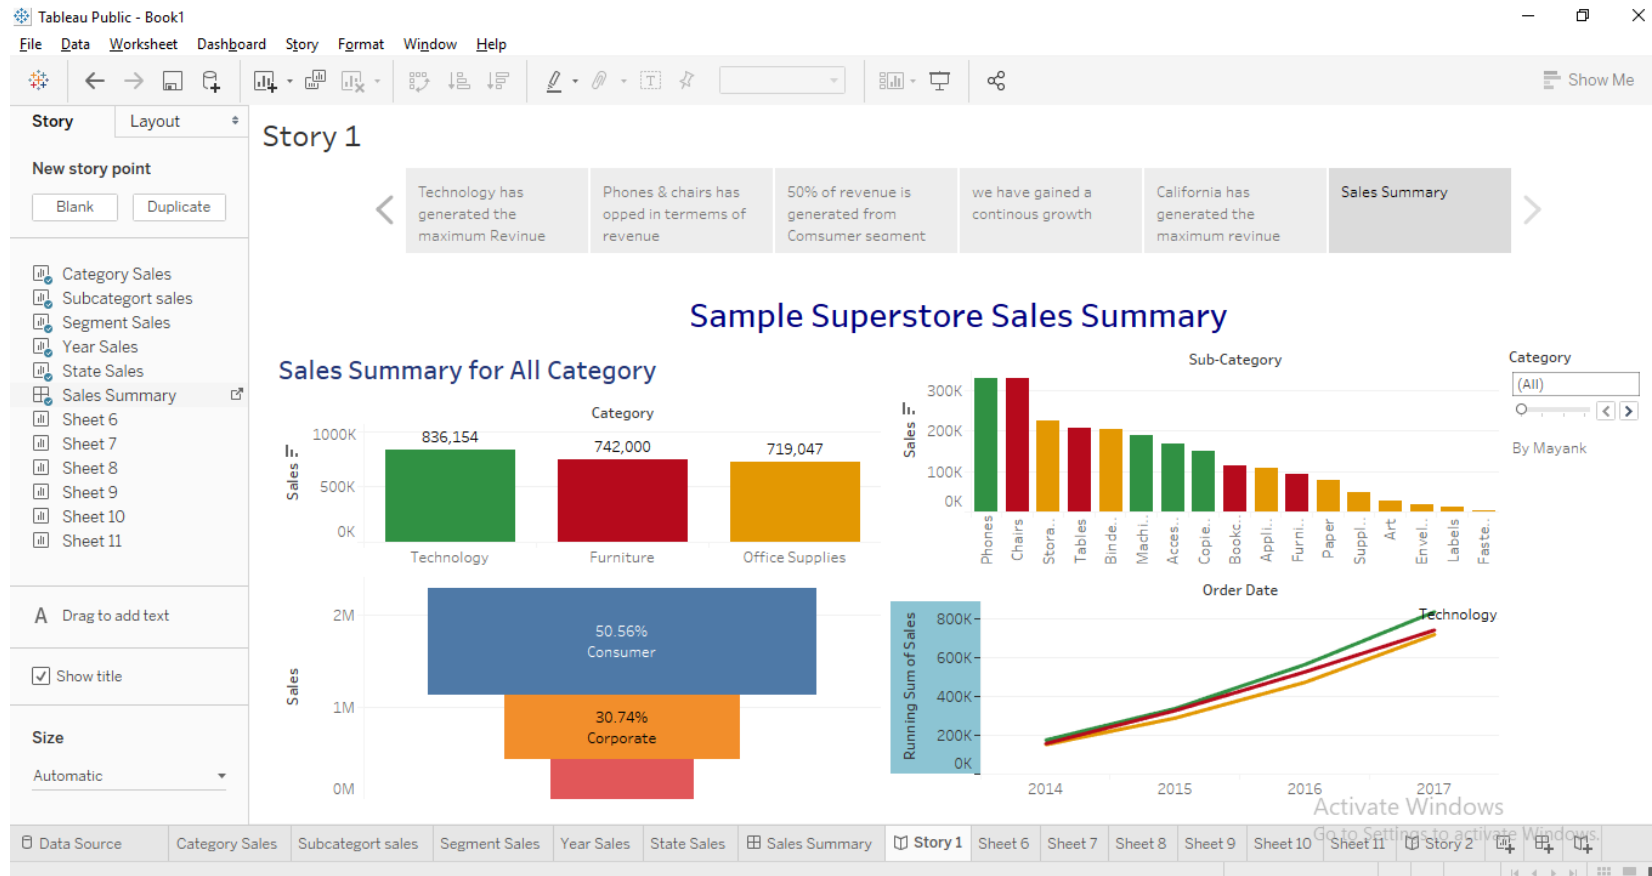 Tableau Public - Book1
File Data Worksheet Dashboard Story Format Window Help
Show Me
Story Layout
New story point
Blank Duplicate
Category Sales
Subcategort sales
Segment Sales
Year Sales
State Sales
Sales Summary
Sheet 6
Sheet 7
Sheet 8
Sheet 9
Sheet 10
Sheet 11
A Drag to add text
Show title
Size
Automatic
Story 1
Technology has
generated the
maximum Revinue
Phones & chairs has
opped in termems of
revenue
50% of revenue is
generated from
Comsumer segment
we have gained a
continous growth
California has
generated the
maximum revinue
Sales Summary
Sample Superstore Sales Summary
Sales Summary for All Category
Category
Sales
1000K
500K
0K
836,154
742,000
719,047
Technology Furniture Office Supplies
Sales
2M
1M
0M
50.56%
Consumer
30.74%
Corporate
Sub-Category
Sales
300K
200K
100K
0K
Phones
Chairs
Stora..
Tables
Binde..
Machi..
Acces..
Copie..
Bookc..
Appli..
Furni..
Paper
Suppl..
Art
Envel..
Labels
Faste..
Order Date
Running Sum of Sales
800K
600K
400K
200K
0K
Technology
2014 2015 2016 2017
Category
(All)
By Mayank
Activate Windows
Go to Settings to activate Windows.
Data Source Category Sales Subcategort sales Segment Sales Year Sales State Sales Sales Summary Story 1 Sheet 6 Sheet 7 Sheet 8 Sheet 9 Sheet 10 Sheet 11 Story 2